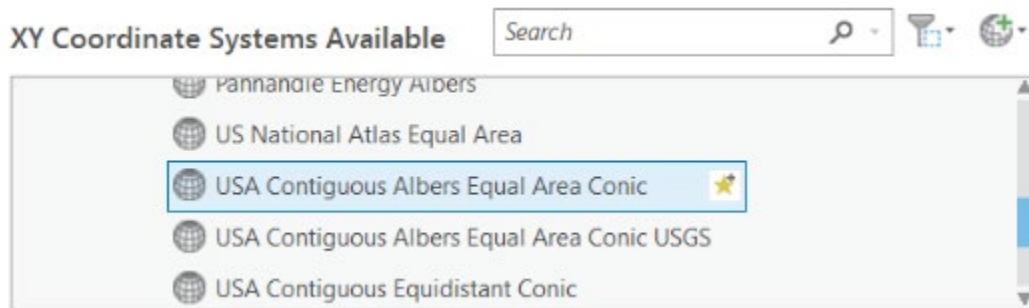 XY Coordinate Systems Available
Search
Panhandle Energy Albers
US National Atlas Equal Area
USA Contiguous Albers Equal Area Conic
USA Contiguous Albers Equal Area Conic USGS
USA Contiguous Equidistant Conic